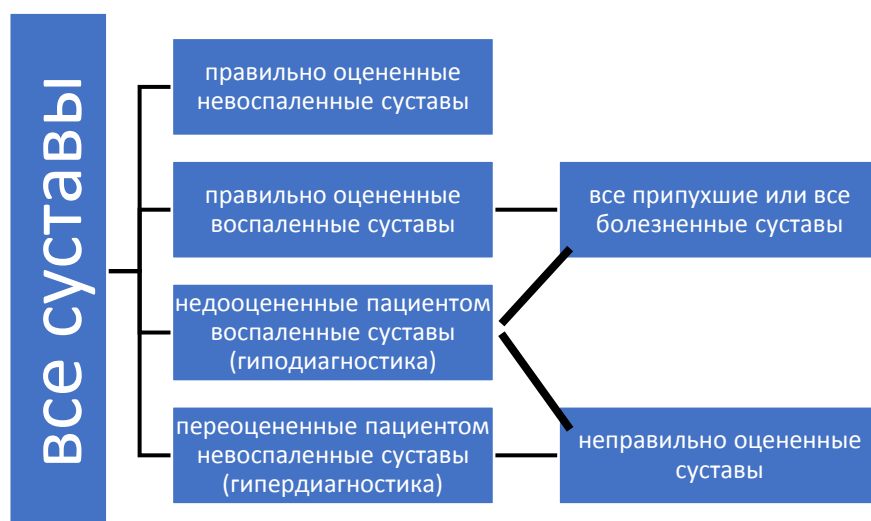 все суставы
правильно оцененные
невоспаленные суставы
правильно оцененные
воспаленные суставы
все припухшие или все
болезненные суставы
недооцененные пациентом
воспаленные суставы
(гиподиагностика)
переоцененные пациентом
невоспаленные суставы
(гипердиагностика)
неправильно оцененные
суставы